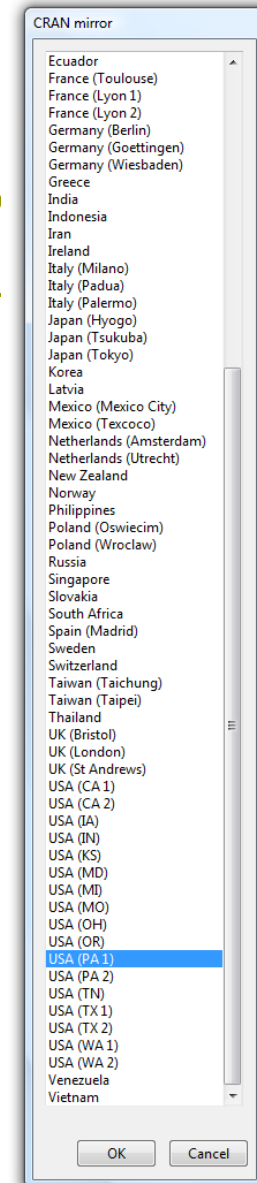 CRAN mirror
Ecuador
France (Toulouse)
France (Lyon 1)
France (Lyon 2)
Germany (Berlin)
Germany (Goettingen)
Germany (Wiesbaden)
Greece
India
Indonesia
Iran
Ireland
Italy (Milano)
Italy (Padua)
Italy (Palermo)
Japan (Hyogo)
Japan (Tsukuba)
Japan (Tokyo)
Korea
Latvia
Mexico (Mexico City)
Mexico (Texcoco)
Netherlands (Amsterdam)
Netherlands (Utrecht)
New Zealand
Norway
Philippines
Poland (Oswiecim)
Poland (Wroclaw)
Russia
Singapore
Slovakia
South Africa
Spain (Madrid)
Sweden
Switzerland
Taiwan (Taichung)
Taiwan (Taipei)
Thailand
UK (Bristol)
UK (London)
UK (St Andrews)
USA (CA 1)
USA (CA 2)
USA (IA)
USA (IN)
USA (KS)
USA (MD)
USA (MI)
USA (MO)
USA (OH)
USA (OR)
USA (PA 1)
USA (PA 2)
USA (TN)
USA (TX 1)
USA (TX 2)
USA (WA 1)
USA (WA 2)
Venezuela
Vietnam
OK Cancel